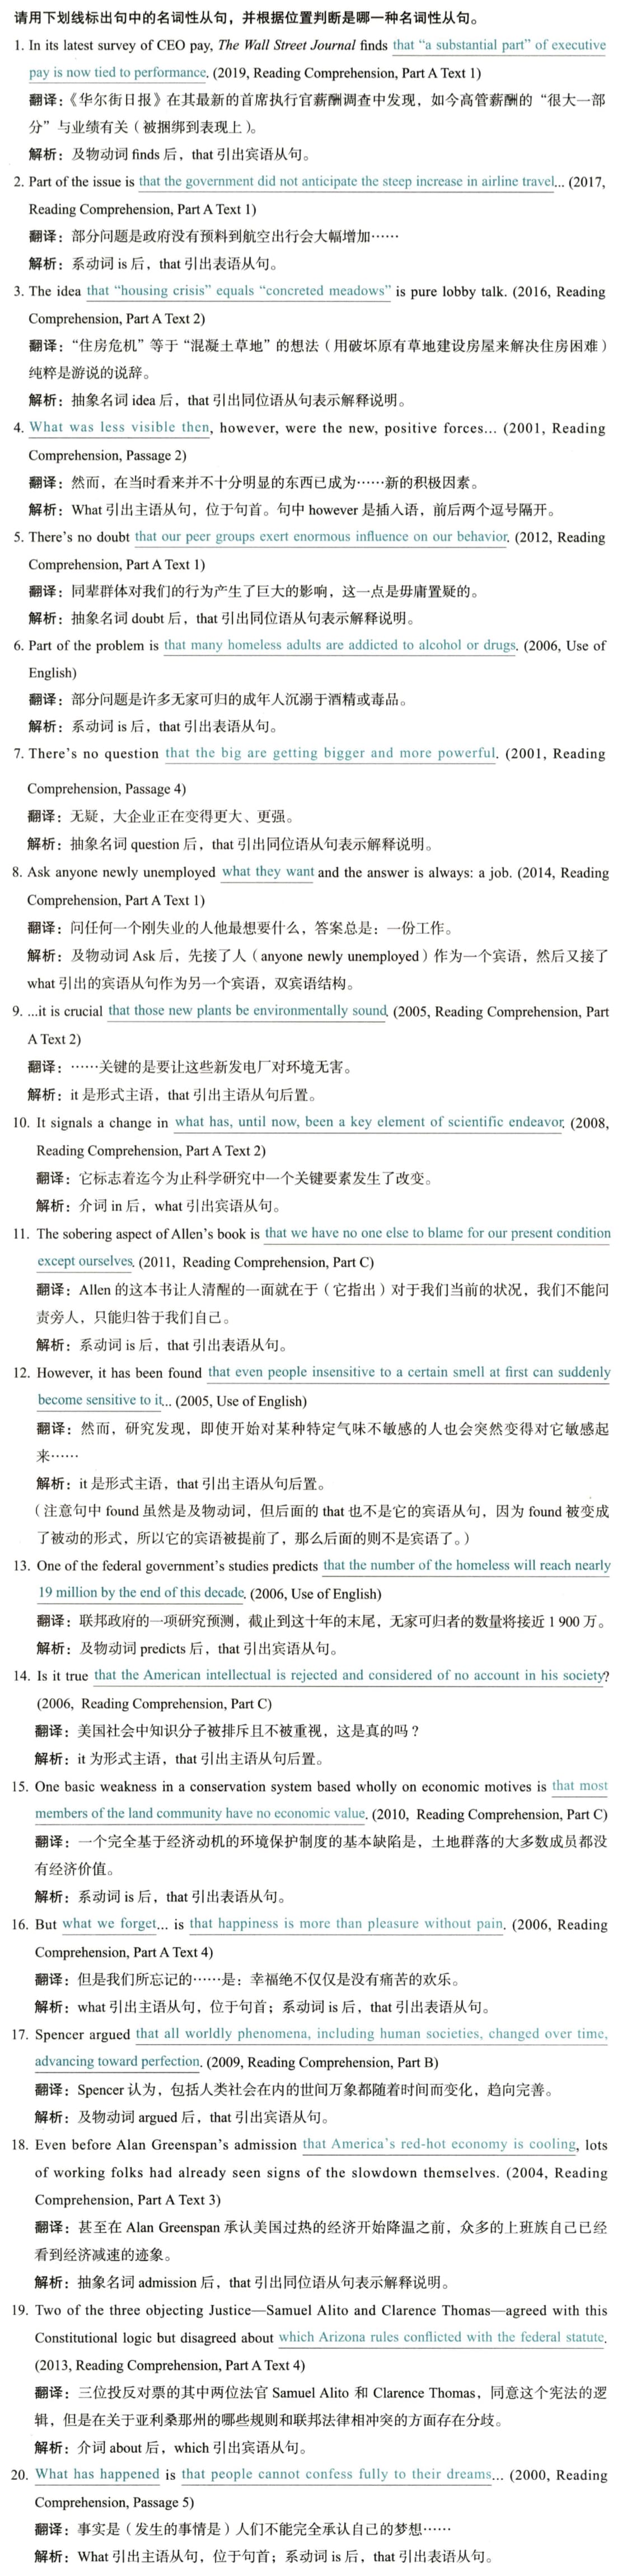 请用下划线标出句中的名词性从句，并根据位置判断是哪一种名词性从句。
1. In its latest survey of CEO pay, The Wall Street Journal finds that “a substantial part” of executive
pay is now tied to performance. (2019, Reading Comprehension, Part A Text 1)
翻译：《华尔街日报》在其最新的首席执行官薪酬调查中发现，如今高管薪酬的“很大一部
分”与业绩有关（被捆绑到表现上）。
解析：及物动词 finds 后，that 引出宾语从句。
2. Part of the issue is that the government did not anticipate the steep increase in airline travel... (2017,
Reading Comprehension, Part A Text 1)
翻译：部分问题是政府没有预料到航空出行会大幅增加……
解析：系动词 is 后，that 引出表语从句。
3. The idea that “housing crisis” equals “concreted meadows” is pure lobby talk. (2016, Reading
Comprehension, Part A Text 2)
翻译：“住房危机”等于“混凝土草地”的想法（用破坏原有草地建设房屋来解决住房困难）
纯粹是游说的说辞。
解析：抽象名词 idea 后，that 引出同位语从句表示解释说明。
4. What was less visible then, however, were the new, positive forces... (2001, Reading
Comprehension, Passage 2)
翻译：然而，在当时看来并不十分明显的东西已成为……新的积极因素。
解析：What 引出主语从句，位于句首。句中 however 是插入语，前后两个逗号隔开。
5. There's no doubt that our peer groups exert enormous influence on our behavior. (2012, Reading
Comprehension, Part A Text 1)
翻译：同辈群体对我们的行为产生了巨大的影响，这一点是毋庸置疑的。
解析：抽象名词 doubt 后，that 引出同位语从句表示解释说明。
6. Part of the problem is that many homeless adults are addicted to alcohol or drugs. (2006, Use of
English)
翻译：部分问题是许多无家可归的成年人沉溺于酒精或毒品。
解析：系动词 is 后，that 引出表语从句。
7. There's no question that the big are getting bigger and more powerful. (2001, Reading
Comprehension, Passage 4)
翻译：无疑，大企业正在变得更大、更强。
解析：抽象名词 question 后，that 引出同位语从句表示解释说明。
8. Ask anyone newly unemployed what they want and the answer is always: a job. (2014, Reading
Comprehension, Part A Text 1)
翻译：问任何一个刚失业的人他最想要什么，答案总是：一份工作。
解析：及物动词 Ask 后，先接了人（anyone newly unemployed）作为一个宾语，然后又接了
what 引出的宾语从句作为另一个宾语，双宾语结构。
9. ...it is crucial that those new plants be environmentally sound. (2005, Reading Comprehension, Part
A Text 2)
翻译：……关键的是要让这些新发电厂对环境无害。
解析：it 是形式主语，that 引出主语从句后置。
10. It signals a change in what has, until now, been a key element of scientific endeavor. (2008,
Reading Comprehension, Part A Text 2)
翻译：它标志着迄今为止科学研究中一个关键要素发生了改变。
解析：介词 in 后，what 引出宾语从句。
11. The sobering aspect of Allen's book is that we have no one else to blame for our present condition
except ourselves. (2011, Reading Comprehension, Part C)
翻译：Allen 的这本书让人清醒的一面就在于（它指出）对于我们当前的状况，我们不能问
责旁人，只能归咎于我们自己。
解析：系动词 is 后，that 引出表语从句。
12. However, it has been found that even people insensitive to a certain smell at first can suddenly
become sensitive to it... (2005, Use of English)
翻译：然而，研究发现，即使开始对某种特定气味不敏感的人也会突然变得对它敏感起
来……
解析：it 是形式主语，that 引出主语从句后置。
（注意句中 found 虽然是及物动词，但后面的 that 也不是它的宾语从句，因为 found 被变成
了被动的形式，所以它的宾语被提前了，那么后面的则不是宾语了。）
13. One of the federal government's studies predicts that the number of the homeless will reach nearly
19 million by the end of this decade. (2006, Use of English)
翻译：联邦政府的一项研究预测，截止到这十年的末尾，无家可归者的数量将接近 1 900 万。
解析：及物动词 predicts 后，that 引出宾语从句。
14. Is it true that the American intellectual is rejected and considered of no account in his society?
(2006, Reading Comprehension, Part C)
翻译：美国社会中知识分子被排斥且不被重视，这是真的吗？
解析：it 为形式主语，that 引出主语从句后置。
15. One basic weakness in a conservation system based wholly on economic motives is that most
members of the land community have no economic value. (2010, Reading Comprehension, Part C)
翻译：一个完全基于经济动机的环境保护制度的基本缺陷是，土地群落的大多数成员都没
有经济价值。
解析：系动词 is 后，that 引出表语从句。
16. But what we forget... is that happiness is more than pleasure without pain. (2006, Reading
Comprehension, Part A Text 4)
翻译：但是我们所忘记的……是：幸福绝不仅仅是没有痛苦的欢乐。
解析：what 引出主语从句，位于句首；系动词 is 后，that 引出表语从句。
17. Spencer argued that all worldly phenomena, including human societies, changed over time,
advancing toward perfection. (2009, Reading Comprehension, Part B)
翻译：Spencer 认为，包括人类社会在内的世间万象都随着时间而变化，趋向完善。
解析：及物动词 argued 后，that 引出宾语从句。
18. Even before Alan Greenspan's admission that America's red-hot economy is cooling, lots
of working folks had already seen signs of the slowdown themselves. (2004, Reading
Comprehension, Part A Text 3)
翻译：甚至在 Alan Greenspan 承认美国过热的经济开始降温之前，众多的上班族自己已经
看到经济减速的迹象。
解析：抽象名词 admission 后，that 引出同位语从句表示解释说明。
19. Two of the three objecting Justice—Samuel Alito and Clarence Thomas—agreed with this
Constitutional logic but disagreed about which Arizona rules conflicted with the federal statute.
(2013, Reading Comprehension, Part A Text 4)
翻译：三位投反对票的其中两位法官 Samuel Alito 和 Clarence Thomas，同意这个宪法的逻
辑，但是在关于亚利桑那州的哪些规则和联邦法律相冲突的方面存在分歧。
解析：介词 about 后，which 引出宾语从句。
20. What has happened is that people cannot confess fully to their dreams... (2000, Reading
Comprehension, Passage 5)
翻译：事实是（发生的事情是）人们不能完全承认自己的梦想……
解析：What 引出主语从句，位于句首；系动词 is 后，that 引出表语从句。